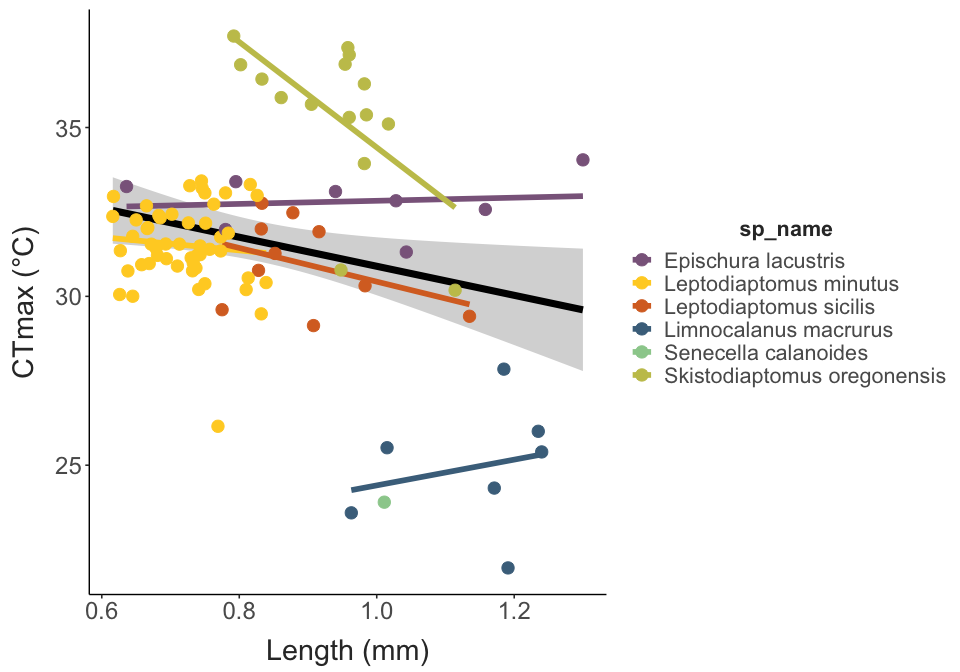 35
30
25
CTmax (°C)
0.6 0.8 1.0 1.2
Length (mm)
sp_name
Epischura lacustris
Leptodiaptomus minutus
Leptodiaptomus sicilis
Limnocalanus macrurus
Senecella calanoides
Skistodiaptomus oregonensis